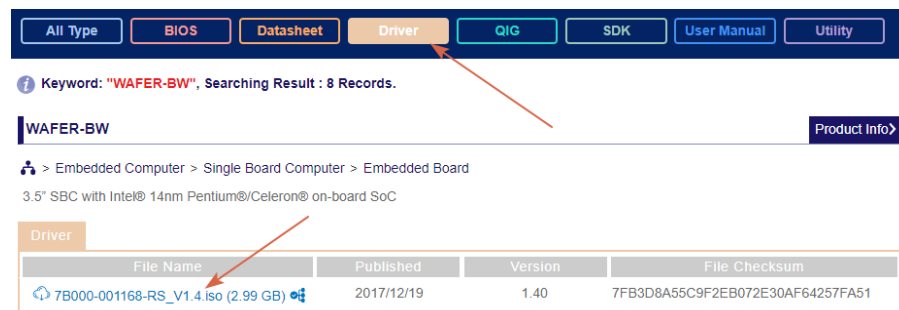 All Type BIOS Datasheet Driver QIG SDK User Manual Utility
Keyword: "WAFER-BW", Searching Result : 8 Records.
WAFER-BW Product Info>
> Embedded Computer > Single Board Computer > Embedded Board
3.5" SBC with Intel® 14nm Pentium®/Celeron® on-board SoC
Driver
File Name Published Version File Checksum
7B000-001168-RS_V1.4.iso (2.99 GB) 2017/12/19 1.40 7FB3D8A55C9F2EB072E30AF64257FA51